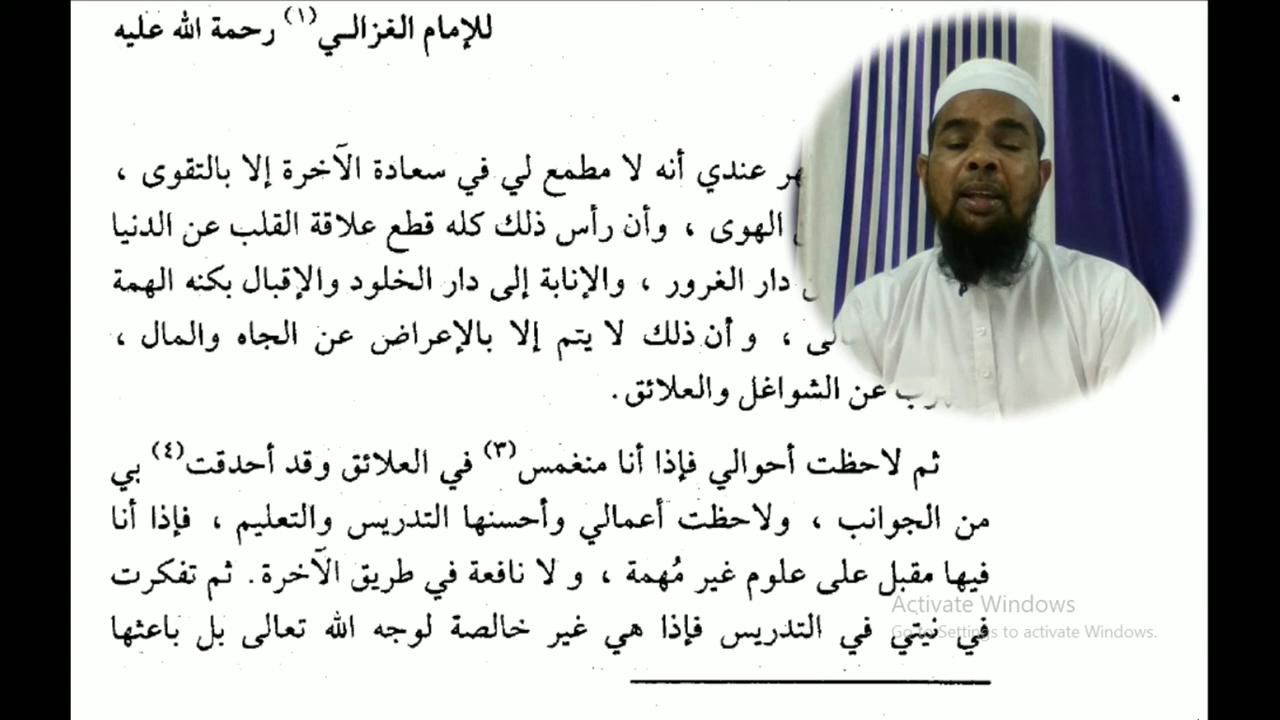 للإمام الغزالـي(١) رحمة الله عليه
عندي أنه لا مطمع لي في سعادة الآخرة إلا بالتقوى ،
الهوى ، وأن رأس ذلك كله قطع علاقة القلب عن الدنيا
دار الغرور ، والإنابة إلى دار الخلود والإقبال بكنه الهمة
، و أن ذلك لا يتم إلا بالإعراض عن الجاه والمال ،
عن الشواغل والعلائق.
ثم لاحظت أحوالي فإذا أنا منغمس(٣) في العلائق وقد أحدقت(٤) بي
من الجوانب ، ولاحظت أعمالي وأحسنها التدريس والتعليم ، فإذا أنا
فيها مقبل على علوم غير مُهمة ، و لا نافعة في طريق الآخرة. ثم تفكرت
في نيتي في التدريس فإذا هي غير خالصة لوجه الله تعالى بل باعثها
Activate Windows
Go to Settings to activate Windows.